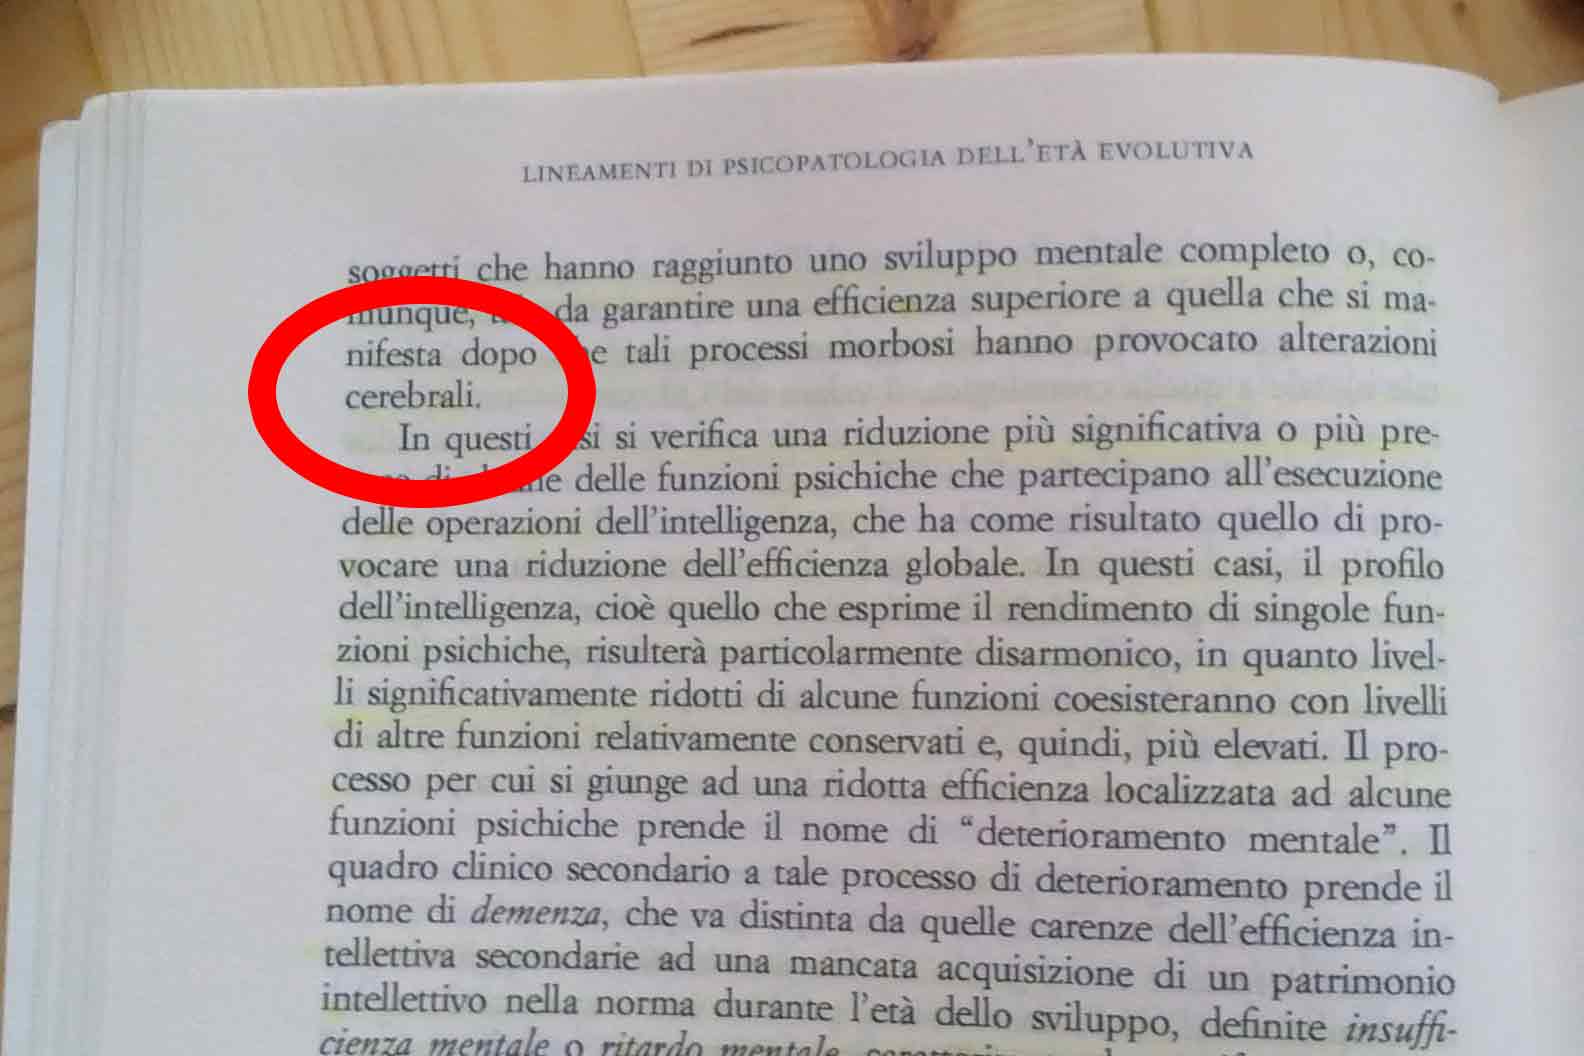 LINEAMENTI DI PSICOPATOLOGIA DELL'ETÀ EVOLUTIVA
soggetti che hanno raggiunto uno sviluppo mentale completo o, co-
munque, da garantire una efficienza superiore a quella che si ma-
nifesta dopo che tali processi morbosi hanno provocato alterazioni
cerebrali.
In questi casi si verifica una riduzione più significativa o più pre-
delle funzioni psichiche che partecipano all'esecuzione
delle operazioni dell'intelligenza, che ha come risultato quello di pro-
vocare una riduzione dell'efficienza globale. In questi casi, il profilo
dell'intelligenza, cioè quello che esprime il rendimento di singole fun-
zioni psichiche, risulterà particolarmente disarmonico, in quanto livel-
li significativamente ridotti di alcune funzioni coesisteranno con livelli
di altre funzioni relativamente conservati e, quindi, più elevati. Il pro-
cesso per cui si giunge ad una ridotta efficienza localizzata ad alcune
funzioni psichiche prende il nome di “deterioramento mentale”. Il
quadro clinico secondario a tale processo di deterioramento prende il
nome di demenza, che va distinta da quelle carenze dell'efficienza in-
tellettiva secondarie ad una mancata acquisizione di un patrimonio
intellettivo nella norma durante l'età dello sviluppo, definite insuffi-
cienza mentale o ritardo mentale,